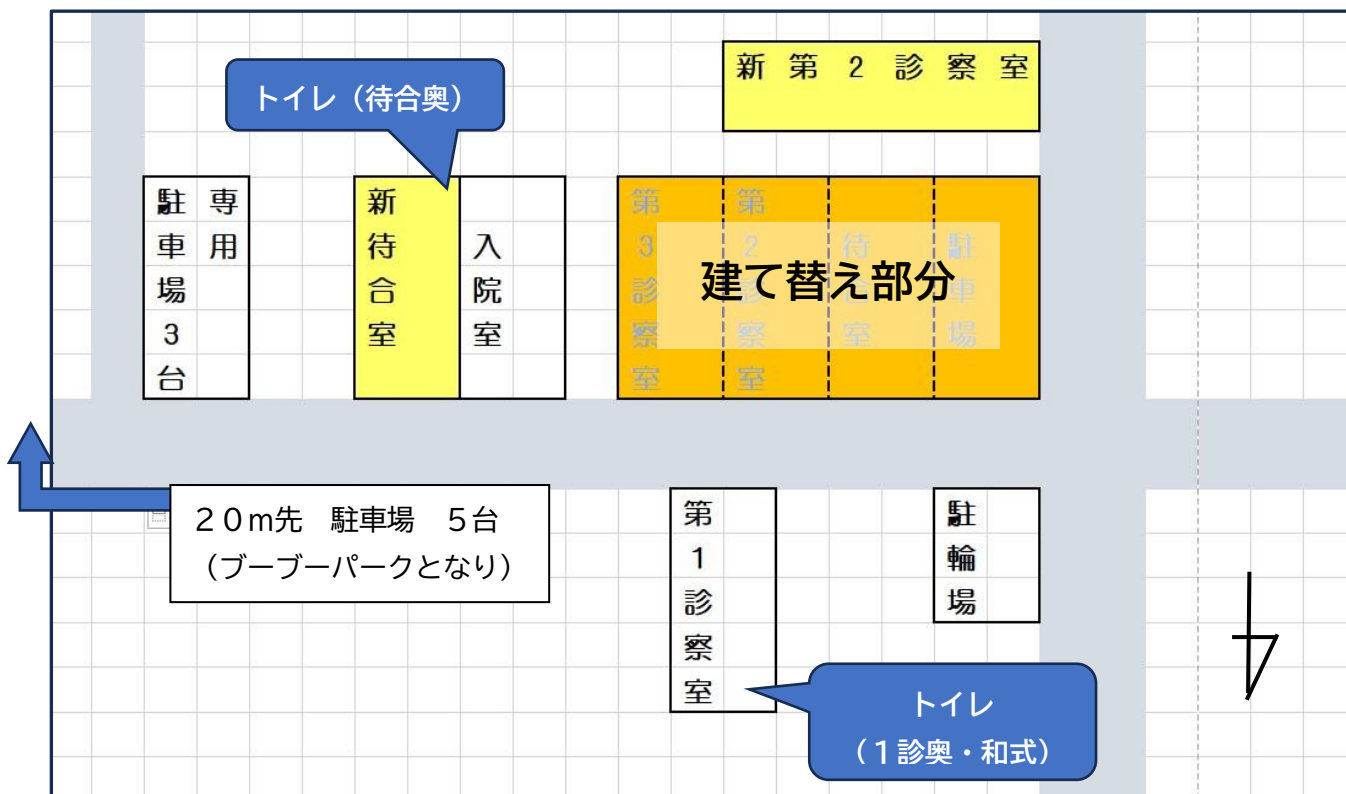 新第２診察室
トイレ（待合奥）
専用
駐車場３台
新待合室
入院室
第３診察室
第２診察室
待合室
駐車場
建て替え部分
２０ｍ先　駐車場　５台
（ブーブーパークとなり）
第１診察室
駐輪場
トイレ
（１診奥・和式）